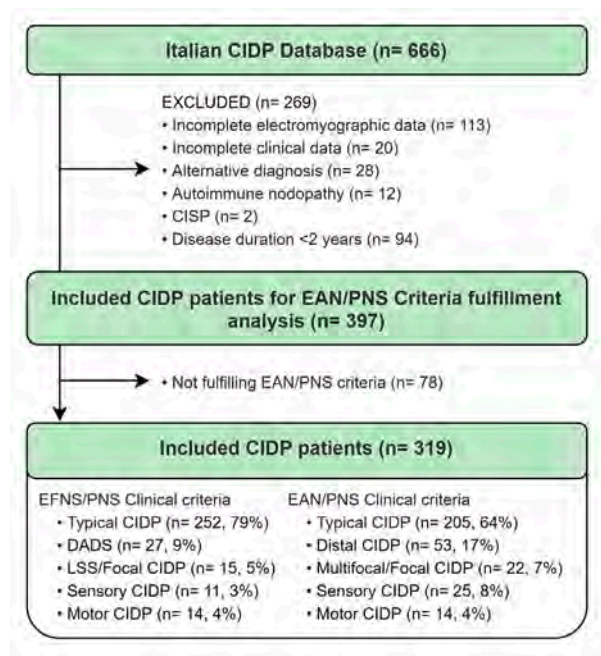 Italian CIDP Database (n= 666)
EXCLUDED (n= 269)
• Incomplete electromyographic data (n= 113)
• Incomplete clinical data (n= 20)
• Alternative diagnosis (n= 28)
• Autoimmune nodopathy (n= 12)
• CISP (n= 2)
• Disease duration <2 years (n= 94)
Included CIDP patients for EAN/PNS Criteria fulfillment
analysis (n= 397)
• Not fulfilling EAN/PNS criteria (n= 78)
Included CIDP patients (n= 319)
EFNS/PNS Clinical criteria
• Typical CIDP (n= 252, 79%)
• DADS (n= 27, 9%)
• LSS/Focal CIDP (n= 15, 5%)
• Sensory CIDP (n= 11, 3%)
• Motor CIDP (n= 14, 4%)
EAN/PNS Clinical criteria
• Typical CIDP (n= 205, 64%)
• Distal CIDP (n= 53, 17%)
• Multifocal/Focal CIDP (n= 22, 7%)
• Sensory CIDP (n= 25, 8%)
• Motor CIDP (n= 14, 4%)